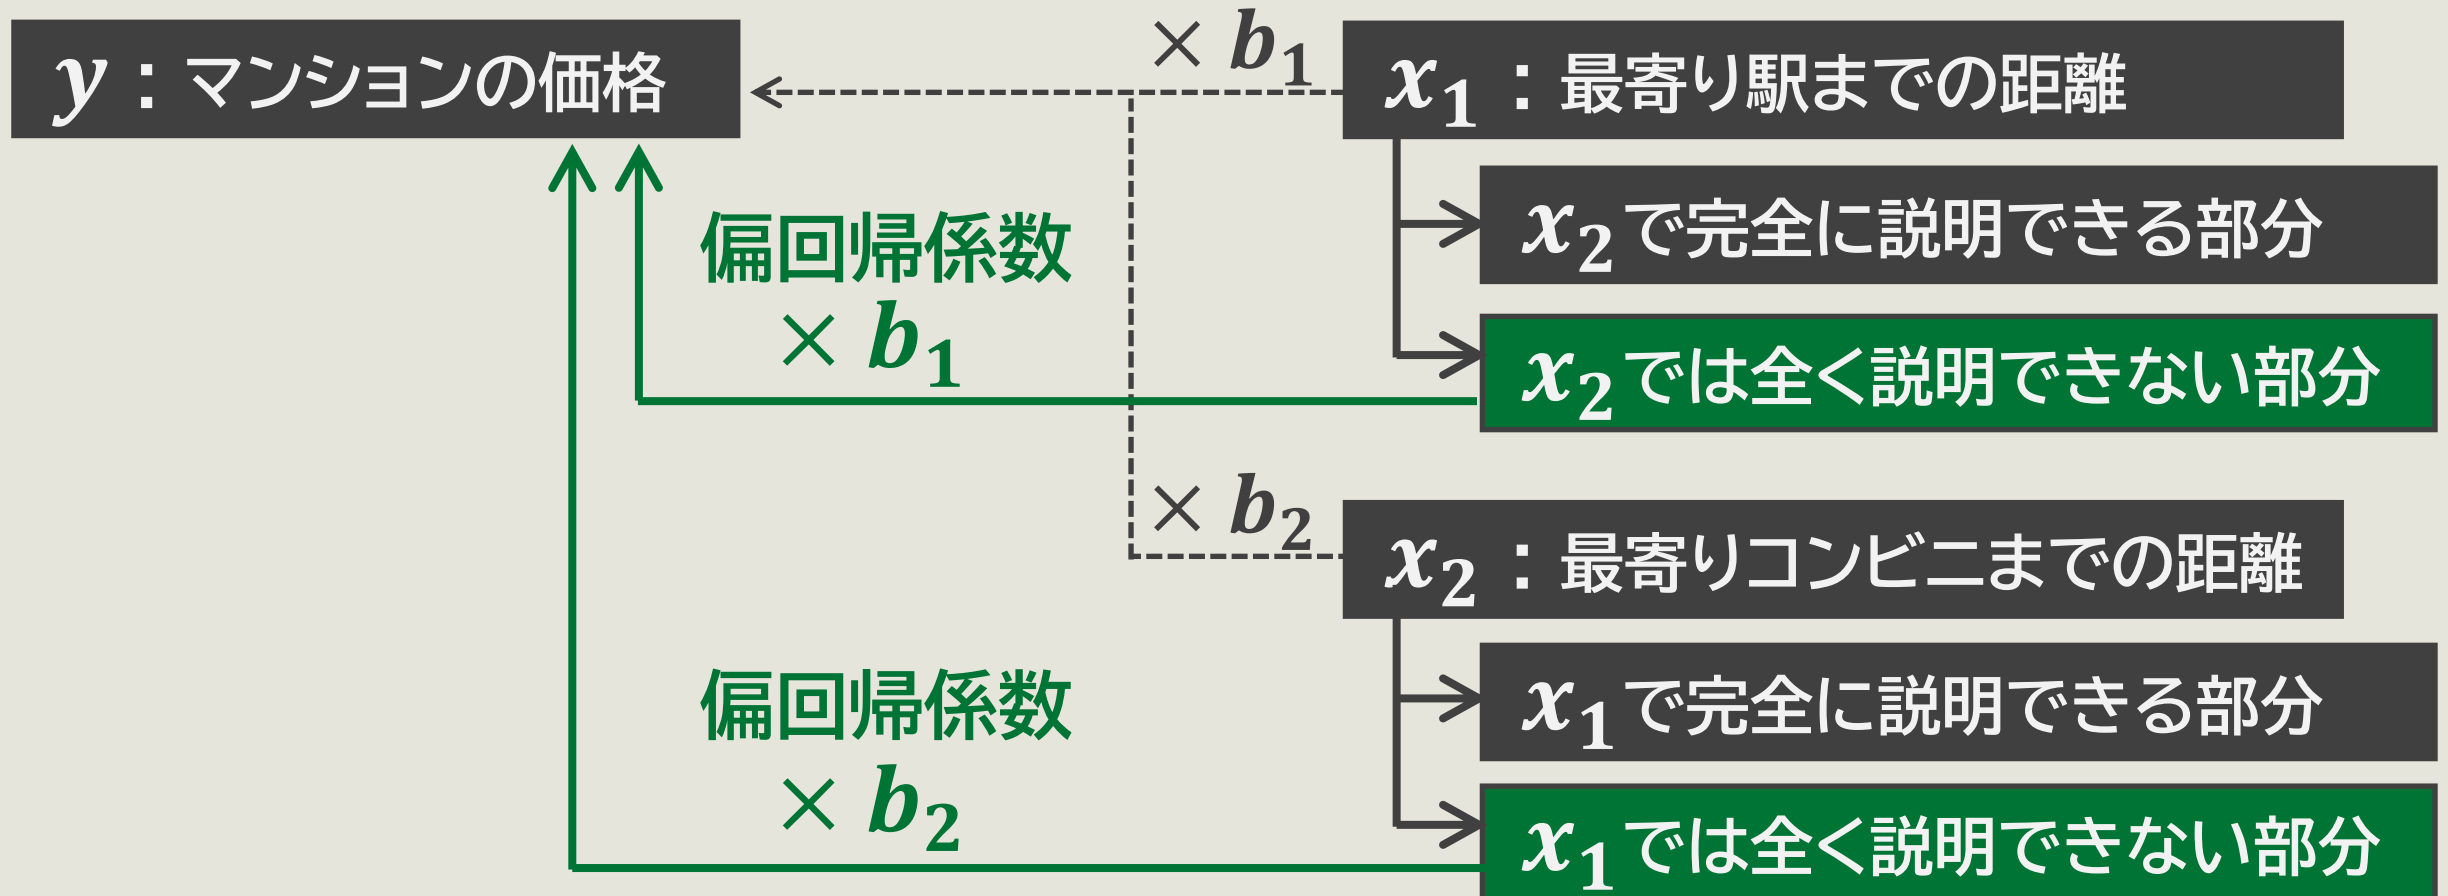 y：マンションの価格
× b1
x1：最寄り駅までの距離
x2で完全に説明できる部分
偏回帰係数
× b1
x2では全く説明できない部分
× b2
x2：最寄りコンビニまでの距離
x1で完全に説明できる部分
偏回帰係数
× b2
x1では全く説明できない部分